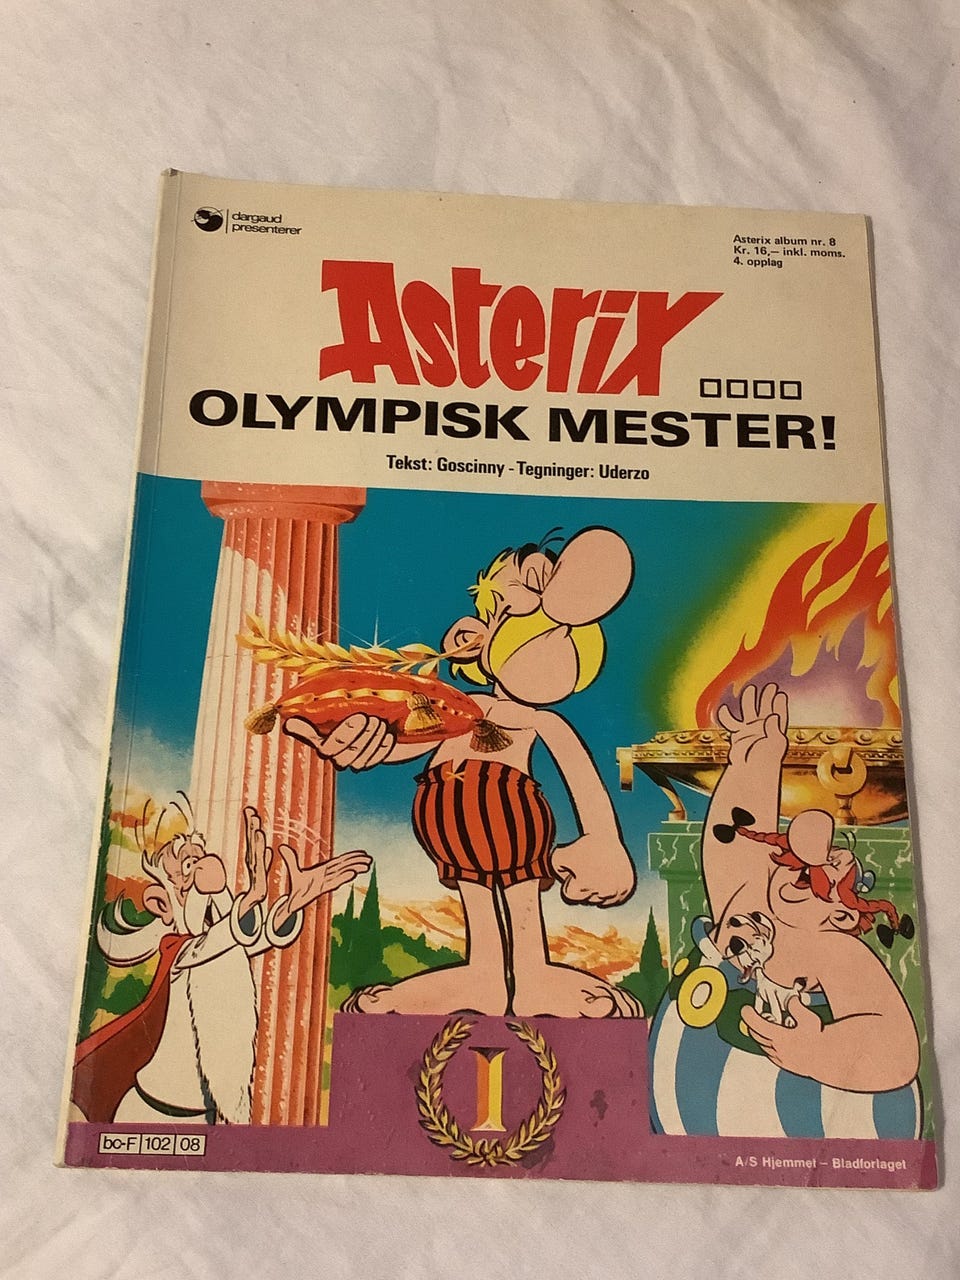 dargaud
presenterer
Asterix album nr. 8
Kr. 16,– inkl. moms.
4. opplag
Asterix
OLYMPISK MESTER!
Tekst: Goscinny - Tegninger: Uderzo
I
bc-F 102 08
A/S Hjemmet – Bladforlaget